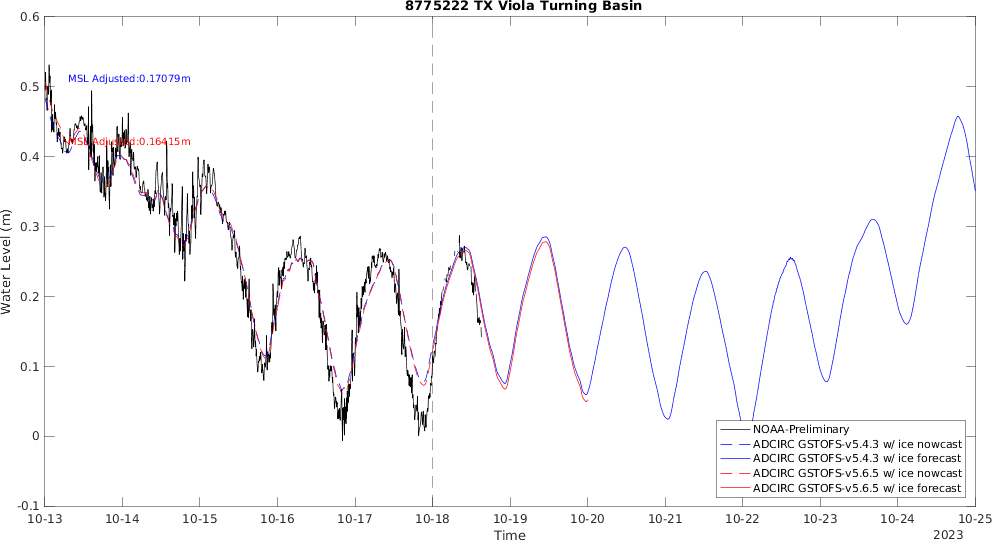 8775222 TX Viola Turning Basin
0.6
0.5
0.4
0.3
0.2
0.1
0
-0.1
Water Level (m)
MSL Adjusted:0.17079m
MSL Adjusted:0.16415m
NOAA-Preliminary
ADCIRC GSTOFS-v5.4.3 w/ ice nowcast
ADCIRC GSTOFS-v5.4.3 w/ ice forecast
ADCIRC GSTOFS-v5.6.5 w/ ice nowcast
ADCIRC GSTOFS-v5.6.5 w/ ice forecast
10-13 10-14 10-15 10-16 10-17 10-18 10-19 10-20 10-21 10-22 10-23 10-24 10-25
Time
2023